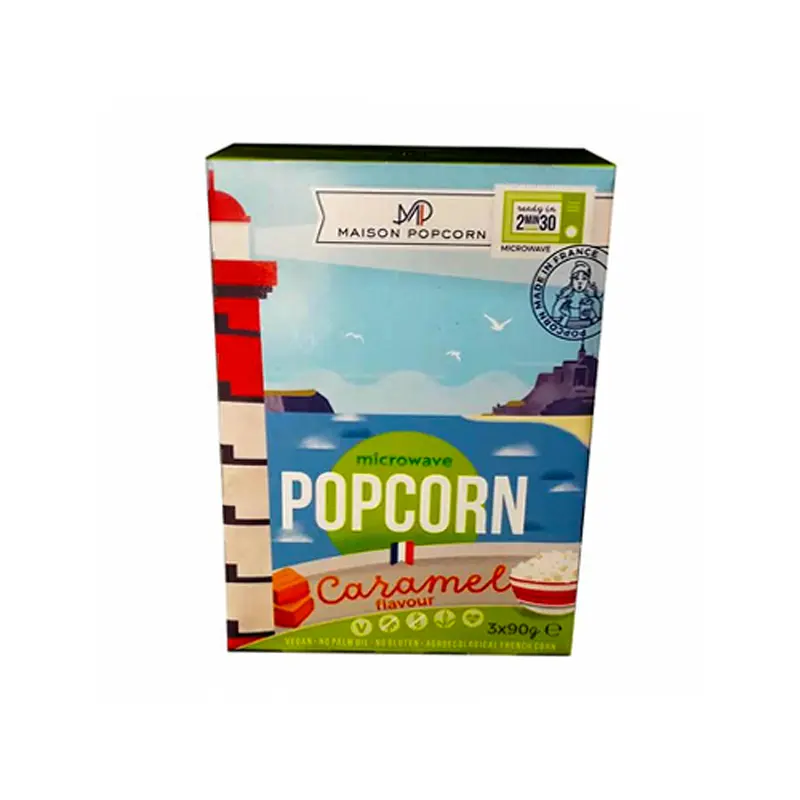 MP
MAISON POPCORN
ready in
2MIN30
MICROWAVE
POPCORN MADE IN FRANCE
microwave
POPCORN
Caramel
flavour
V
3x90g e
VEGAN - NO PALM OIL - NO GLUTEN - AGROECOLOGICAL FRENCH CORN